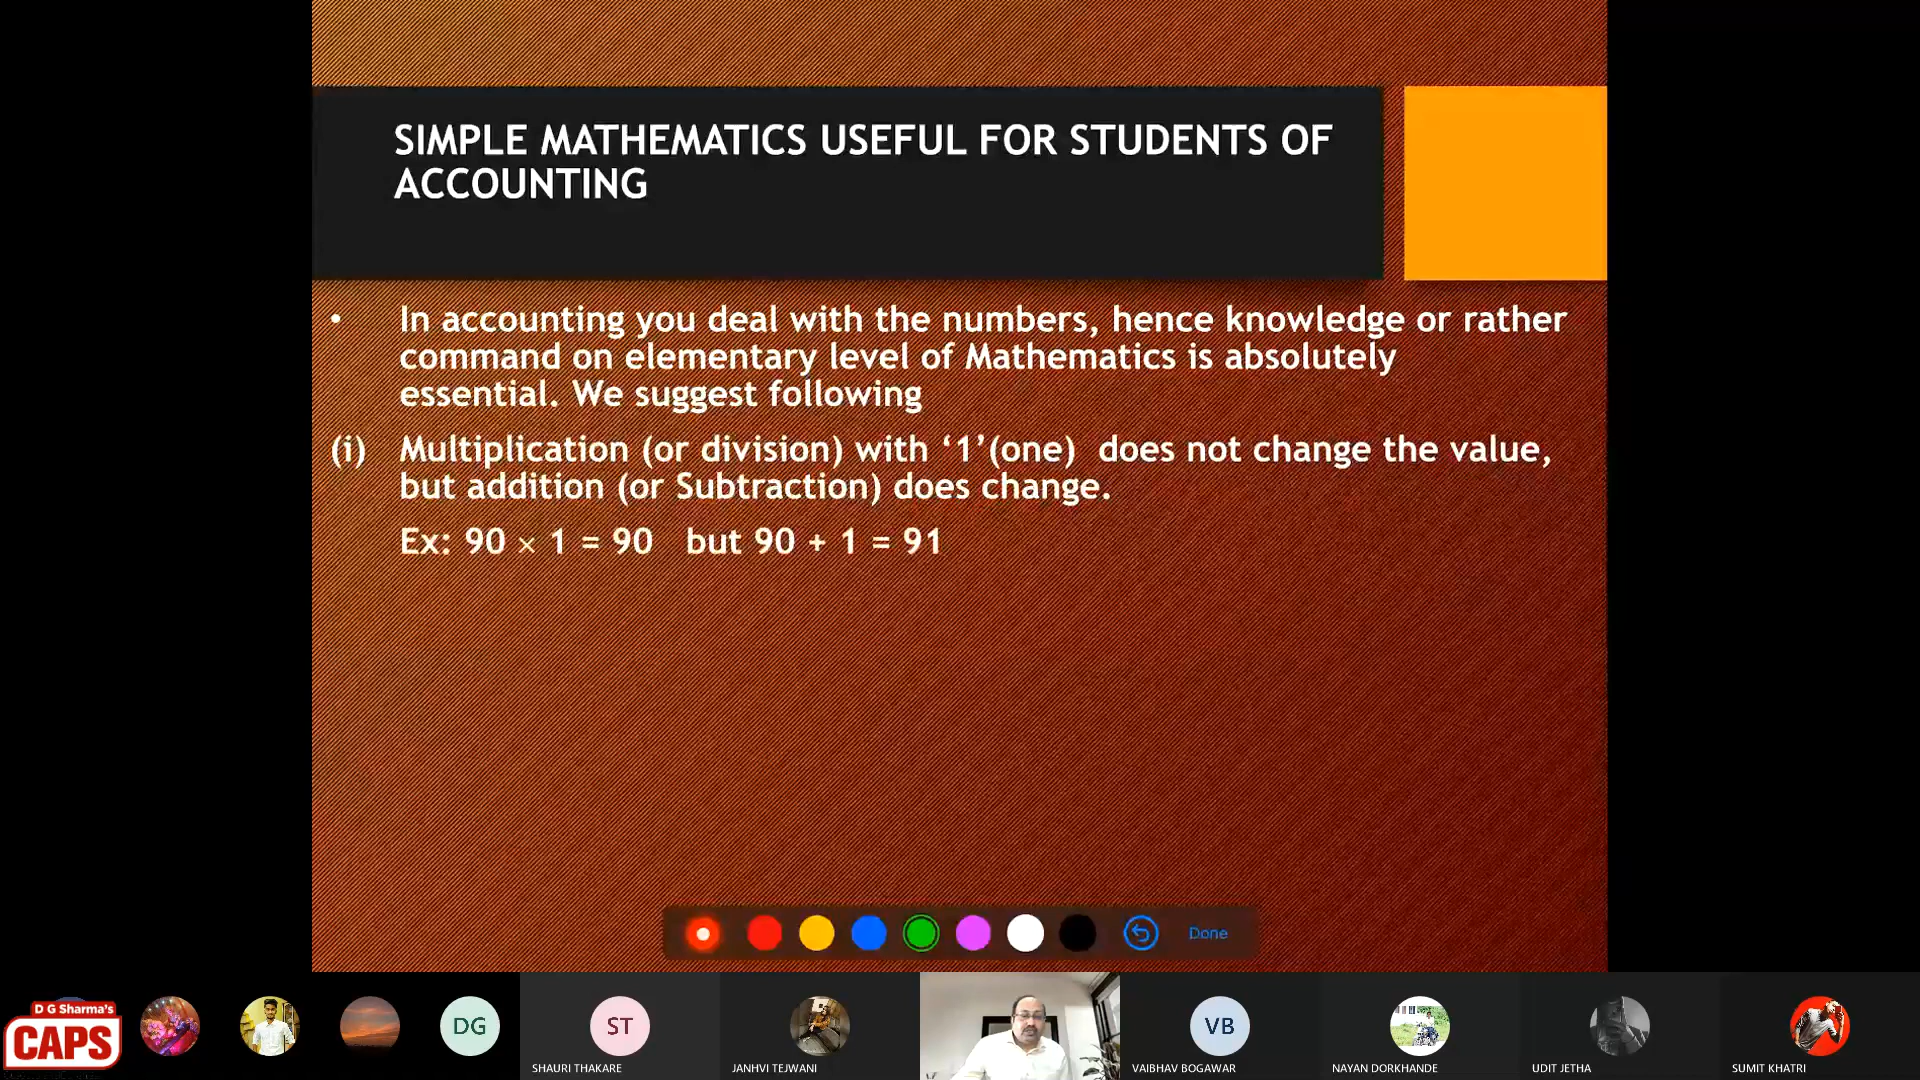 SIMPLE MATHEMATICS USEFUL FOR STUDENTS OF
ACCOUNTING
• In accounting you deal with the numbers, hence knowledge or rather
command on elementary level of Mathematics is absolutely
essential. We suggest following
(i) Multiplication (or division) with ‘1’(one) does not change the value,
but addition (or Subtraction) does change.
Ex: 90 × 1 = 90 but 90 + 1 = 91
Done
D G Sharma's
CAPS
DG
ST
VB
SHAURI THAKARE
JANHVI TEJWANI
VAIBHAV BOGAWAR
NAYAN DORKHANDE
UDIT JETHA
SUMIT KHATRI